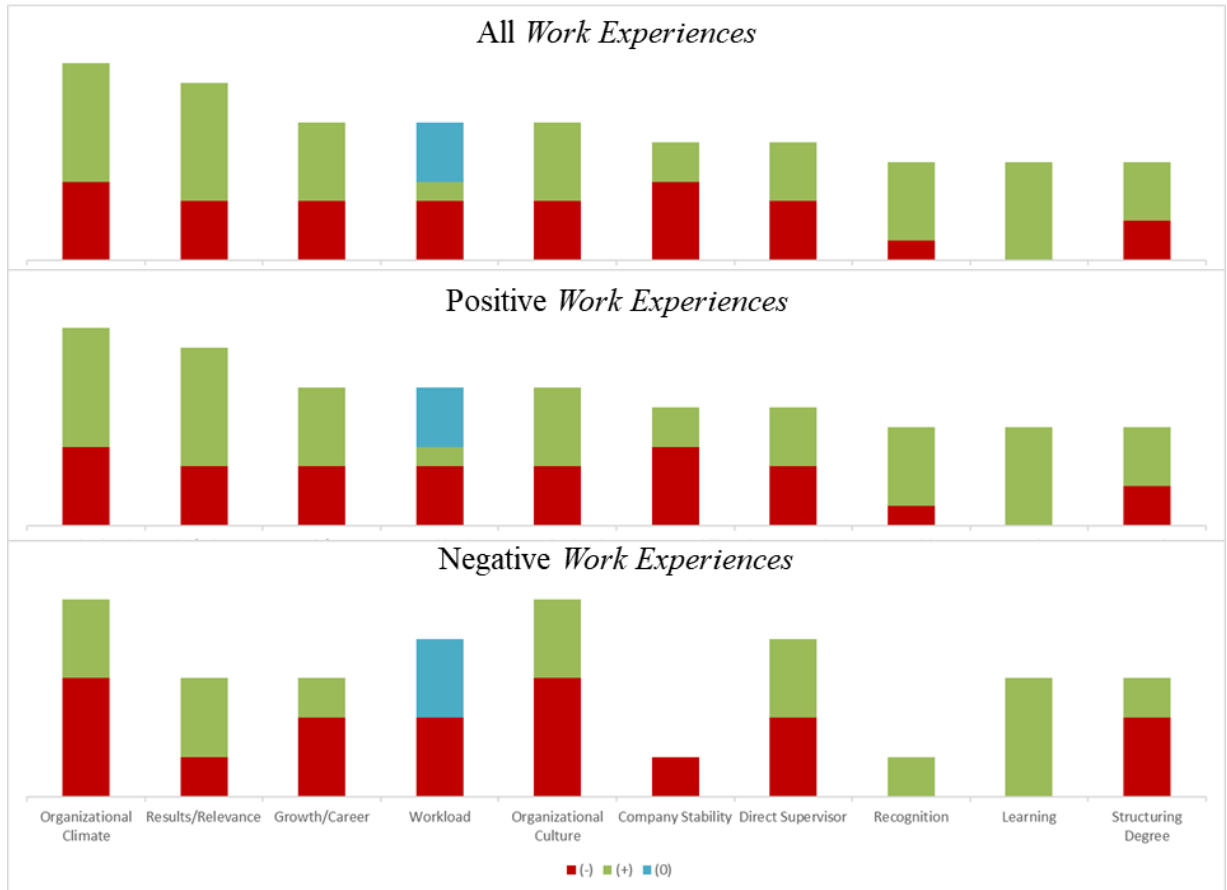 All Work Experiences
Positive Work Experiences
Negative Work Experiences
Organizational Climate
Results/Relevance
Growth/Career
Workload
Organizational Culture
Company Stability
Direct Supervisor
Recognition
Learning
Structuring Degree
(-) (+) (0)